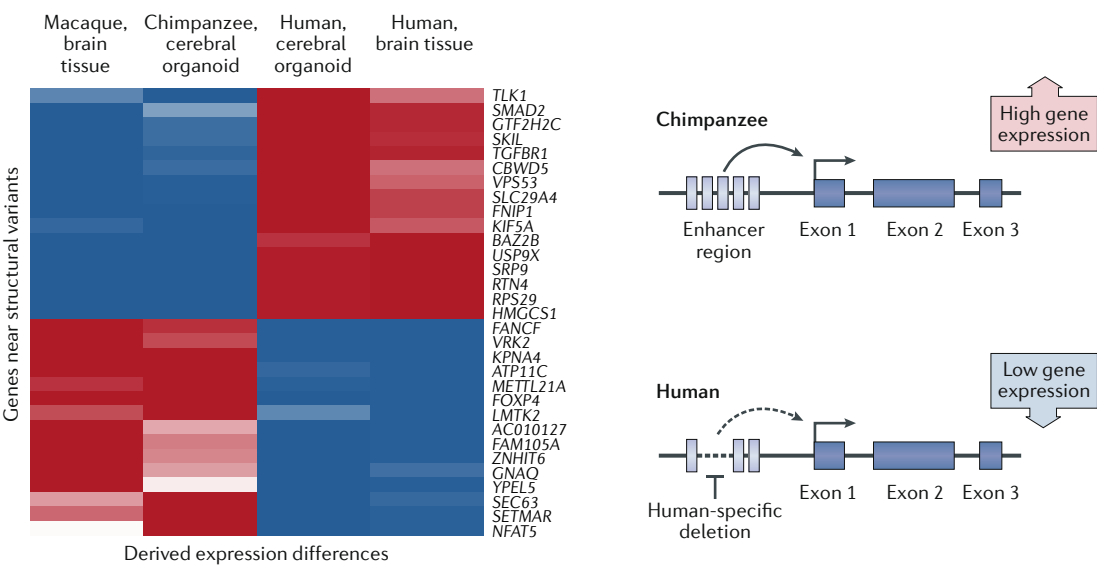 Macaque,
brain
tissue
Chimpanzee,
cerebral
organoid
Human,
cerebral
organoid
Human,
brain tissue
Genes near structural variants
TLK1
SMAD2
GTF2H2C
SKIL
TGFBR1
CBWD5
VPS53
SLC29A4
FNIP1
KIF5A
BAZ2B
USP9X
SRP9
RTN4
RPS29
HMGCS1
FANCF
VRK2
KPNA4
ATP11C
METTL21A
FOXP4
LMTK2
AC010127
FAM105A
ZNHIT6
GNAQ
YPEL5
SEC63
SETMAR
NFAT5
Derived expression differences
Chimpanzee
High gene
expression
Enhancer
region
Exon 1
Exon 2
Exon 3
Human
Low gene
expression
Human-specific
deletion
Exon 1
Exon 2
Exon 3